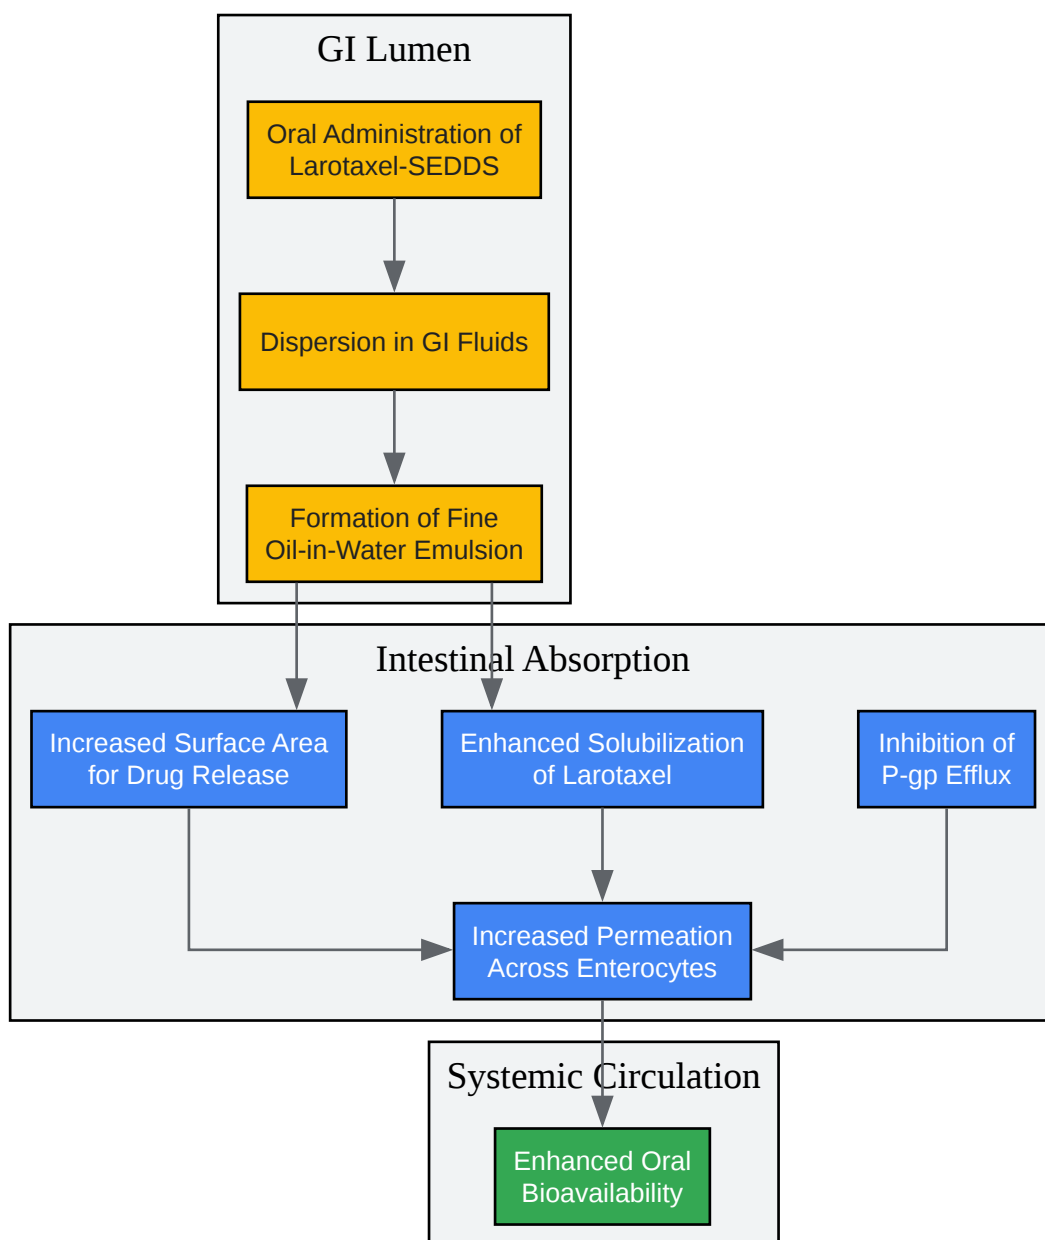 GI Lumen
Oral Administration of
Larotaxel-SEDDS
Dispersion in GI Fluids
Formation of Fine
Oil-in-Water Emulsion
Intestinal Absorption
Increased Surface Area
for Drug Release
Enhanced Solubilization
of Larotaxel
Inhibition of
P-gp Efflux
Increased Permeation
Across Enterocytes
Systemic Circulation
Enhanced Oral
Bioavailability